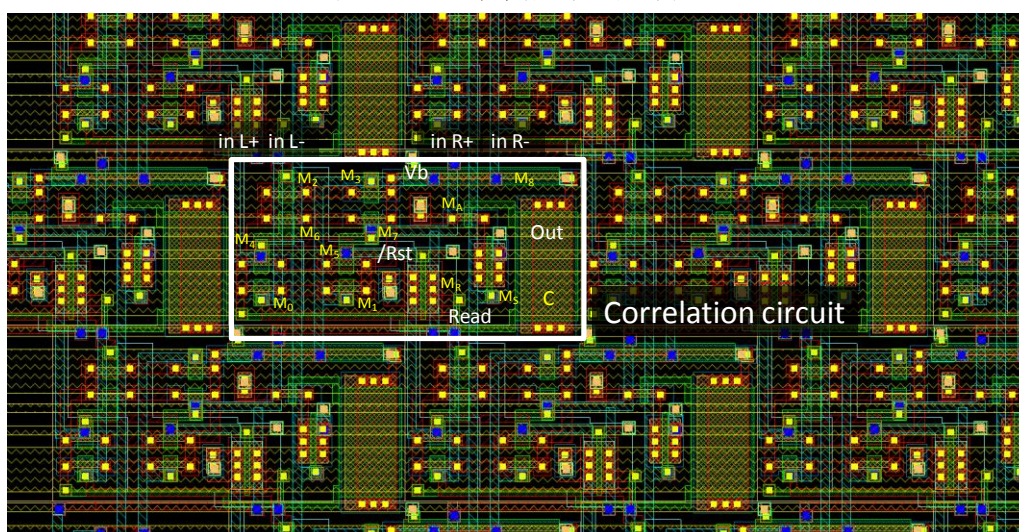 in L+ in L- in R+ in R-
M2 M3 Vb M8
MA
M4 M6 M7 Out
M5 /Rst
MR
M0 M1 MS C
Read Correlation circuit